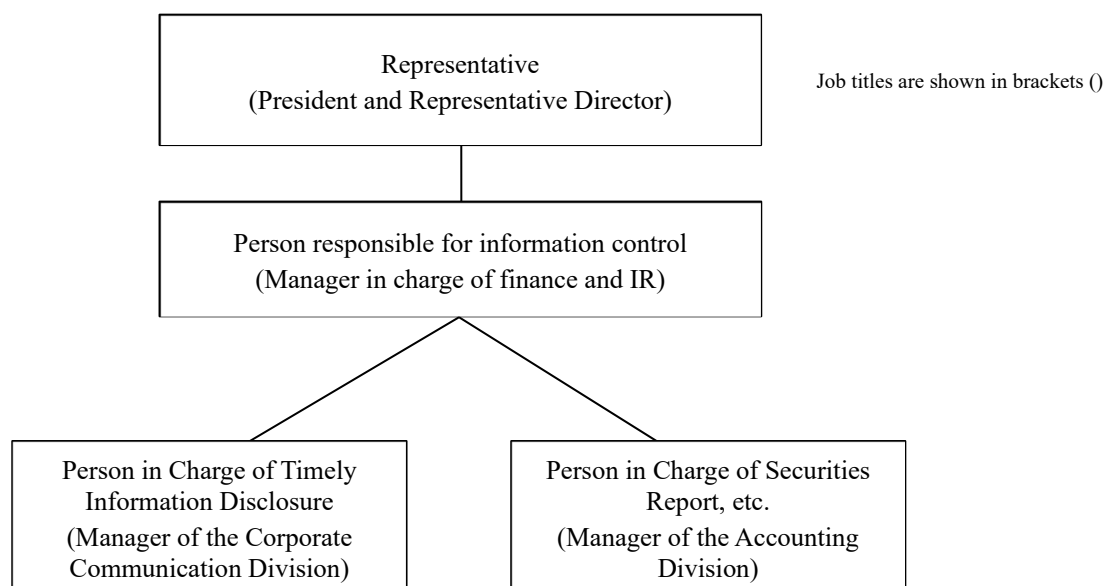 Representative
(President and Representative Director)
Job titles are shown in brackets ()
Person responsible for information control
(Manager in charge of finance and IR)
Person in Charge of Timely
Information Disclosure
(Manager of the Corporate
Communication Division)
Person in Charge of Securities
Report, etc.
(Manager of the Accounting
Division)